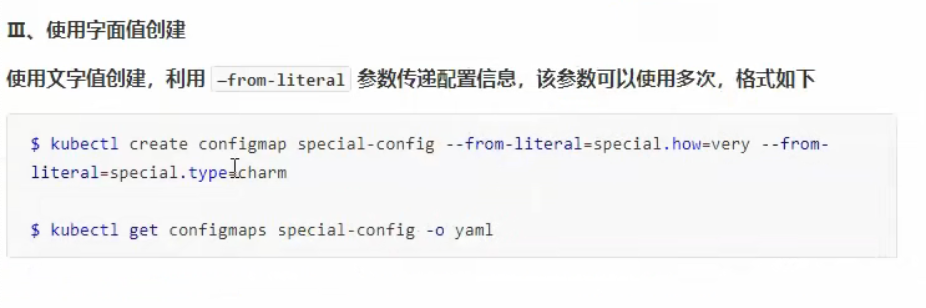 Ⅲ、使用字面值创建
使用文字值创建，利用 —from-literal 参数传递配置信息，该参数可以使用多次，格式如下
$ kubectl create configmap special-config --from-literal=special.how=very --from-
literal=special.type=charm
$ kubectl get configmaps special-config -o yaml